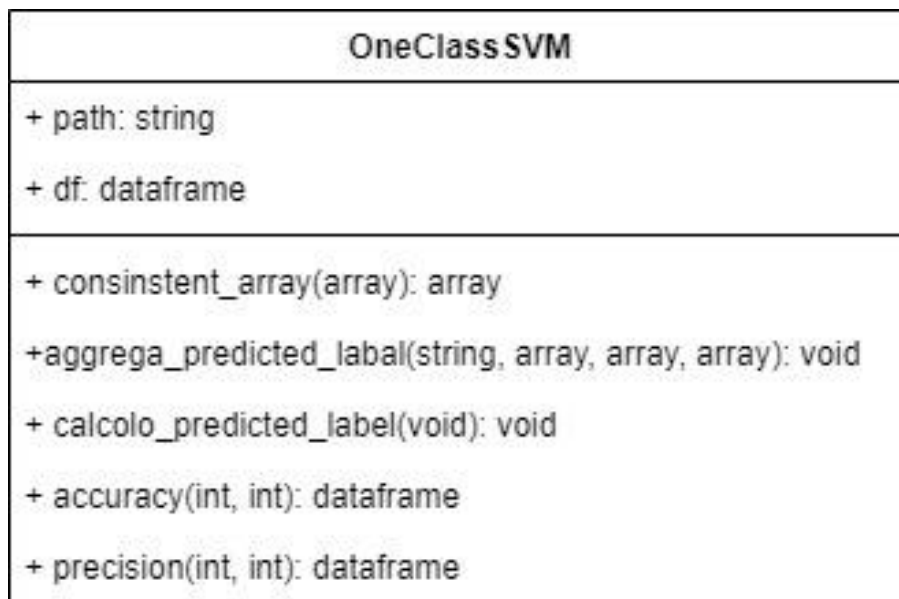 OneClassSVM
+ path: string
+ df: dataframe
+ consinstent_array(array): array
+aggrega_predicted_labal(string, array, array, array): void
+ calcolo_predicted_label(void): void
+ accuracy(int, int): dataframe
+ precision(int, int): dataframe